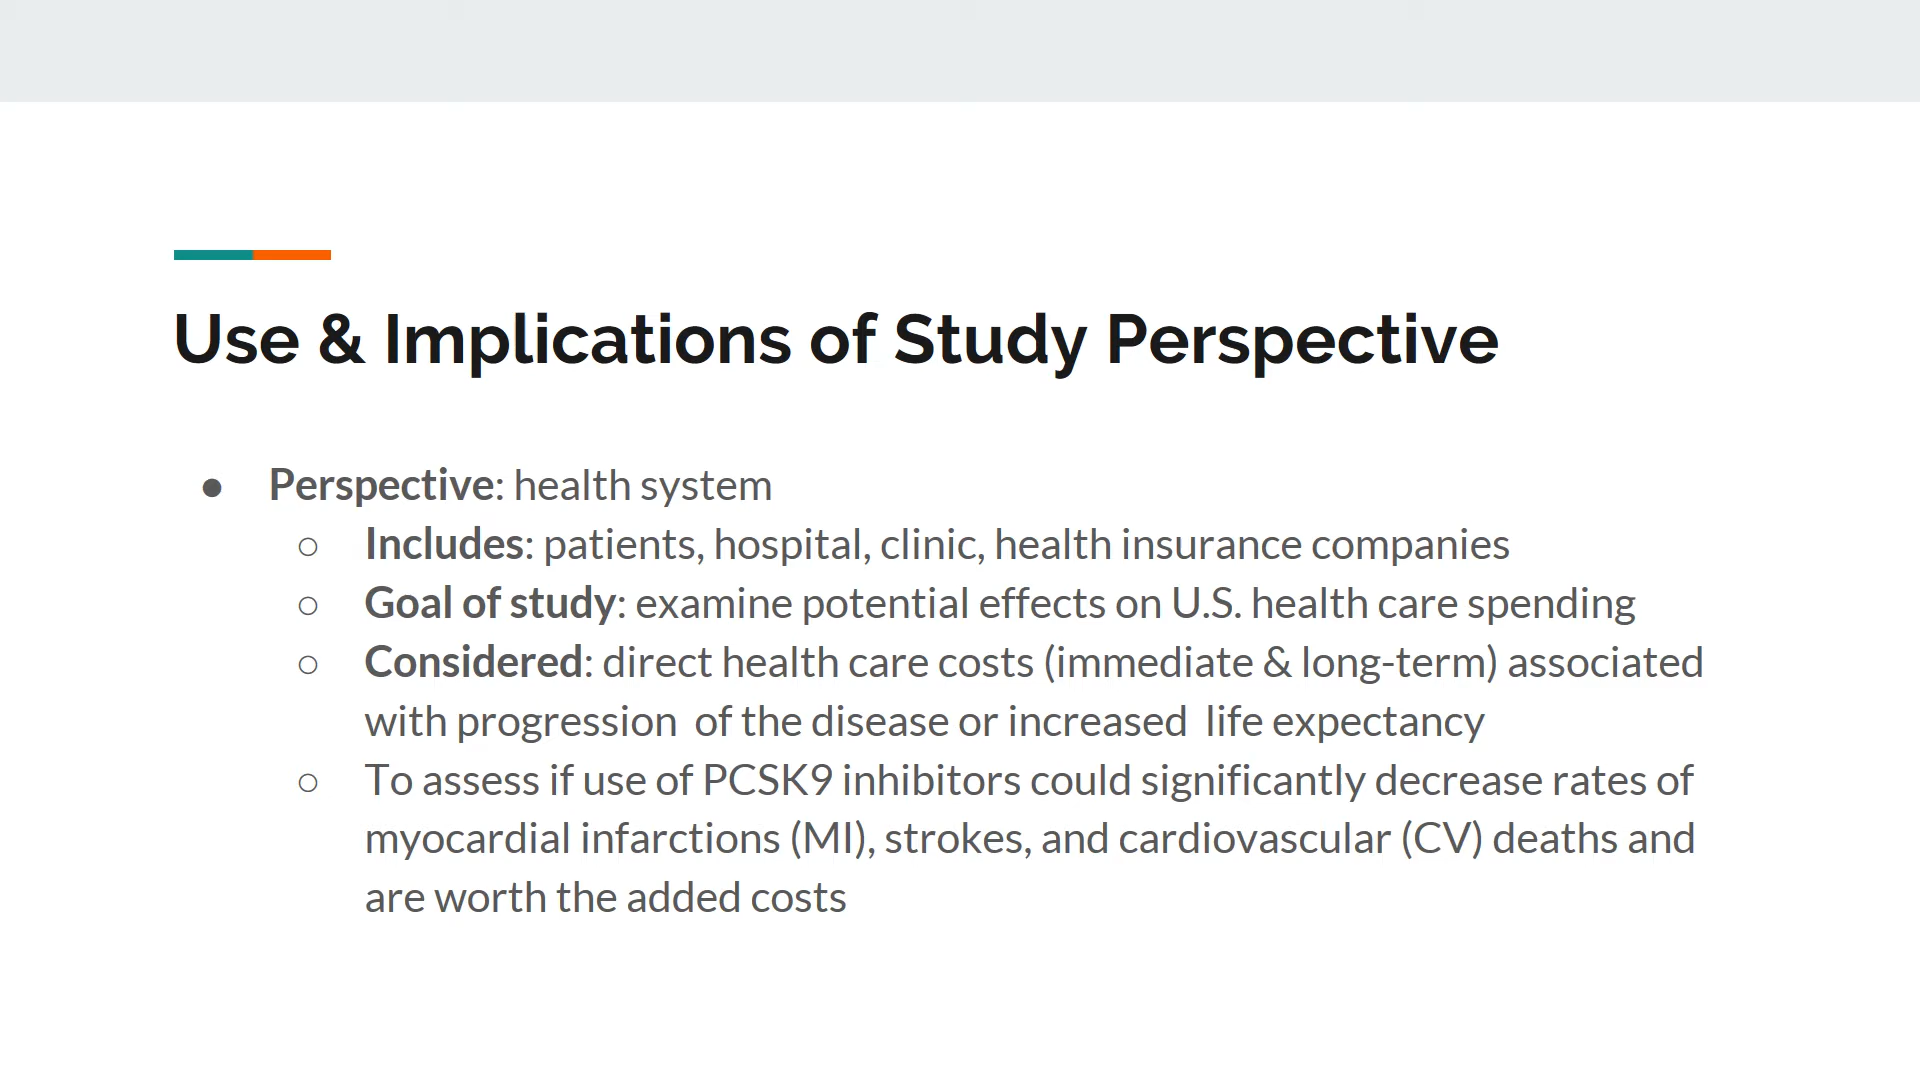 Use & Implications of Study Perspective
● Perspective: health system
○ Includes: patients, hospital, clinic, health insurance companies
○ Goal of study: examine potential effects on U.S. health care spending
○ Considered: direct health care costs (immediate & long-term) associated
with progression  of the disease or increased  life expectancy
○ To assess if use of PCSK9 inhibitors could significantly decrease rates of
myocardial infarctions (MI), strokes, and cardiovascular (CV) deaths and
are worth the added costs